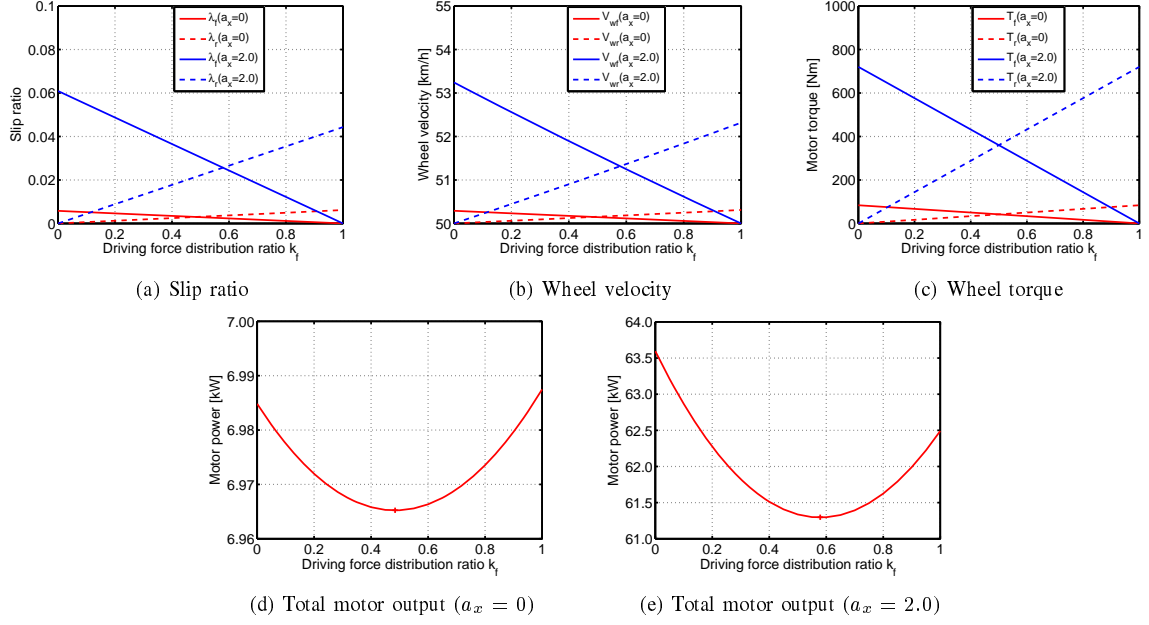 λf(ax=0)
λr(ax=0)
λf(ax=2.0)
λr(ax=2.0)
Slip ratio
0.1
0.08
0.06
0.04
0.02
0
0 0.2 0.4 0.6 0.8 1
Driving force distribution ratio kf
(a) Slip ratio
Vwf(ax=0)
Vwr(ax=0)
Vwf(ax=2.0)
Vwr(ax=2.0)
Wheel velocity [km/h]
55
54
53
52
51
50
0 0.2 0.4 0.6 0.8 1
Driving force distribution ratio kf
(b) Wheel velocity
Tf(ax=0)
Tr(ax=0)
Tf(ax=2.0)
Tr(ax=2.0)
Motor torque [Nm]
1000
800
600
400
200
0
0 0.2 0.4 0.6 0.8 1
Driving force distribution ratio kf
(c) Wheel torque
Motor power [kW]
7.00
6.99
6.98
6.97
6.96
0 0.2 0.4 0.6 0.8 1
Driving force distribution ratio kf
(d) Total motor output (ax = 0)
Motor power [kW]
64.0
63.5
63.0
62.5
62.0
61.5
61.0
0 0.2 0.4 0.6 0.8 1
Driving force distribution ratio kf
(e) Total motor output (ax = 2.0)